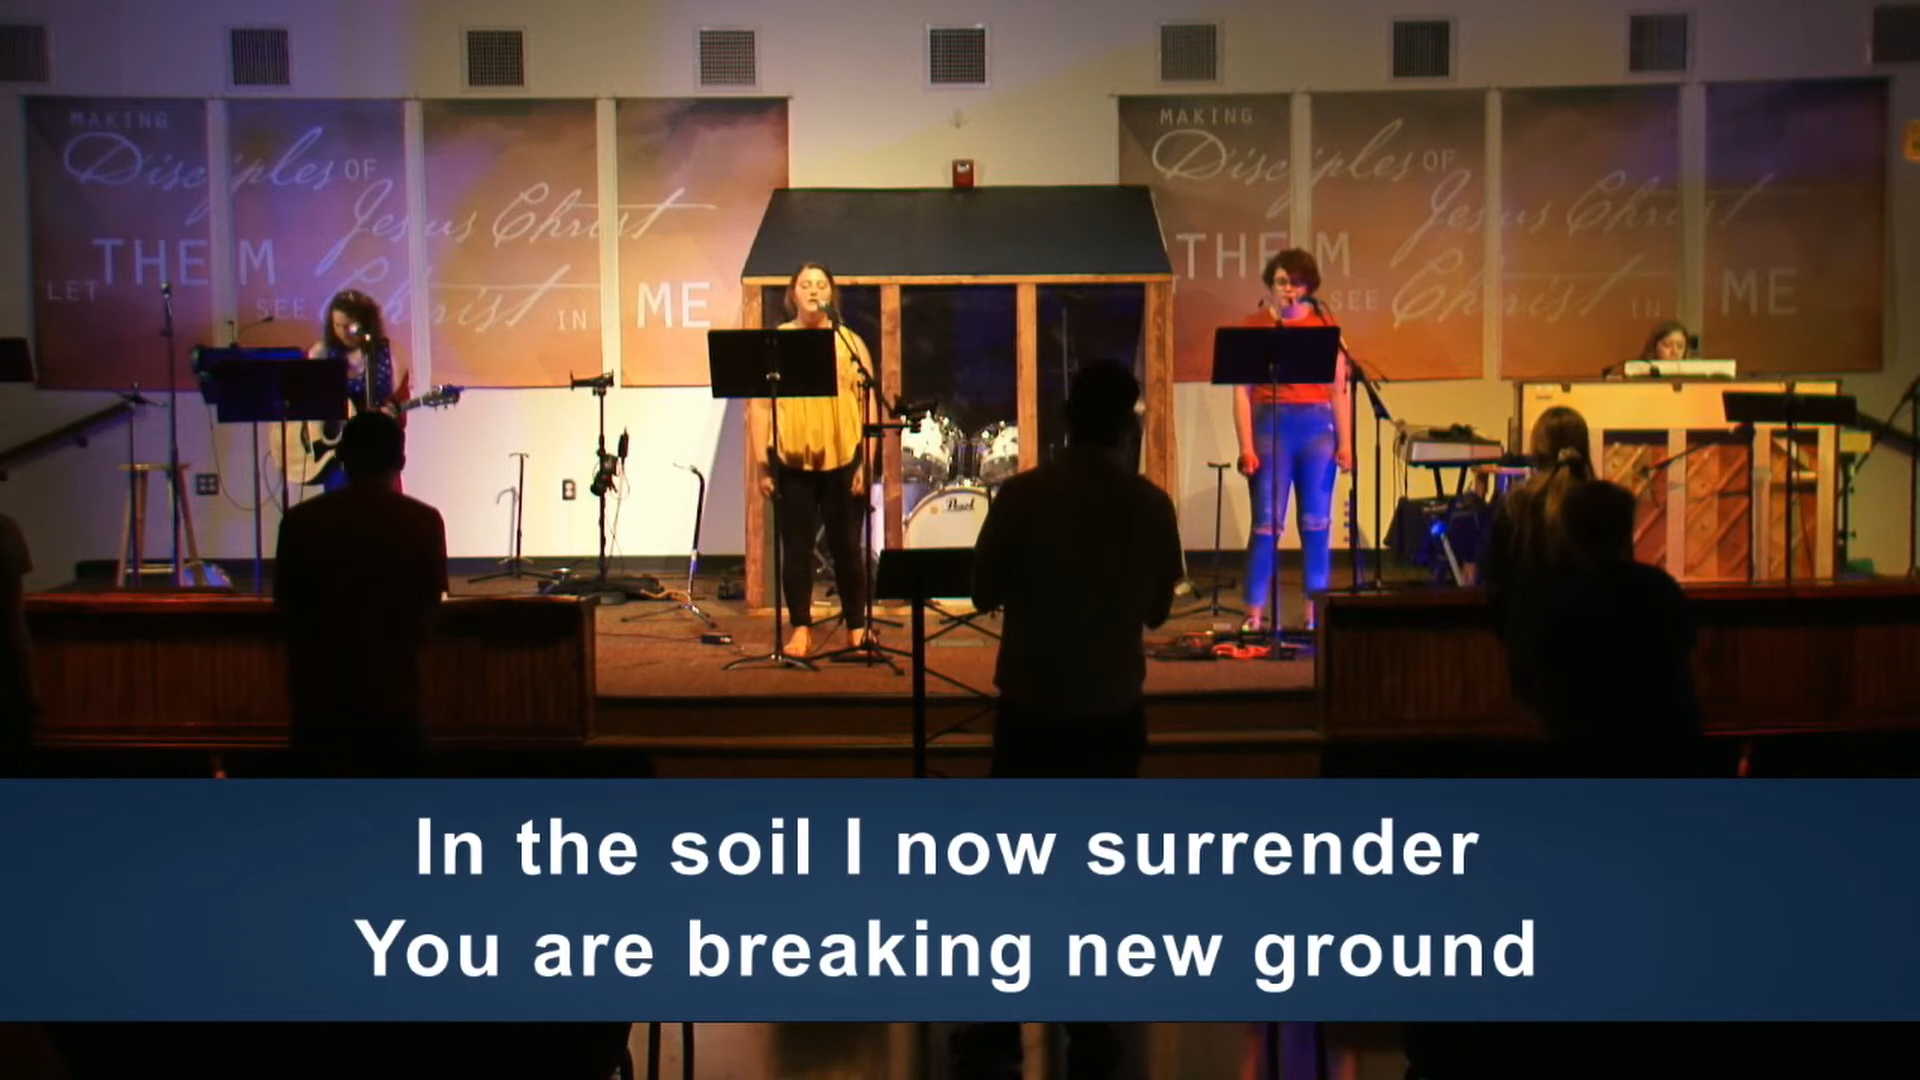 MAKING
Disciples OF
Jesus Christ
LET THEM
SEE Christ IN ME
MAKING
Disciples OF
Jesus Christ
THEM
SEE Christ IN ME
Pearl
In the soil I now surrender
You are breaking new ground